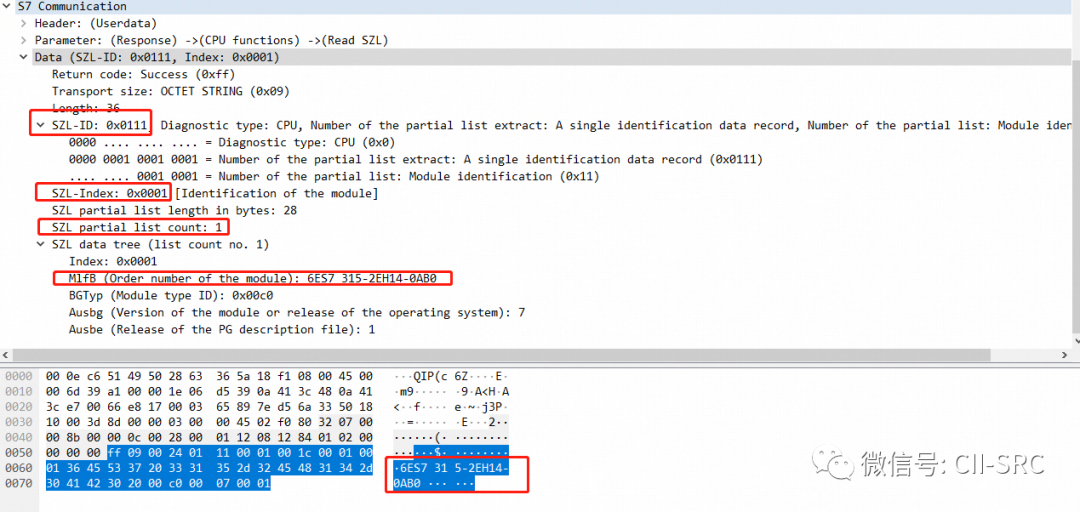 S7 Communication
Header: (Userdata)
Parameter: (Response) ->(CPU functions) ->(Read SZL)
Data (SZL-ID: 0x0111, Index: 0x0001)
Return code: Success (0xff)
Transport size: OCTET STRING (0x09)
Length: 36
SZL-ID: 0x0111, Diagnostic type: CPU, Number of the partial list extract: A single identification data record, Number of the partial list: Module iden
0000 .... .... .... = Diagnostic type: CPU (0x0)
0000 0001 0001 0001 = Number of the partial list extract: A single identification data record (0x0111)
.... .... 0001 0001 = Number of the partial list: Module identification (0x11)
SZL-Index: 0x0001 [Identification of the module]
SZL partial list length in bytes: 28
SZL partial list count: 1
SZL data tree (list count no. 1)
Index: 0x0001
MlfB (Order number of the module): 6ES7 315-2EH14-0AB0
BGTyp (Module type ID): 0x00c0
Ausbg (Version of the module or release of the operating system): 7
Ausbe (Release of the PG description file): 1
0000 00 0e c6 51 49 50 28 63 36 5a 18 f1 08 00 45 00 ···QIP(c 6Z····E·
0010 00 6d 39 a1 00 00 1e 06 d5 39 0a 41 3c 48 0a 41 ·m9····· ·9·A<H·A
0020 3c e7 00 66 e8 17 00 03 65 89 7e d5 6a 33 50 18 <··f···· e·~·j3P·
0030 10 00 3d 8d 00 00 03 00 00 45 02 f0 80 32 07 00 ··=····· ·E···2··
0040 00 8b 00 00 0c 00 28 00 01 12 08 12 84 01 02 00 ······(· ········
0050 00 00 00 ff 09 00 24 01 11 00 01 00 1c 00 01 00 ······$· ········
0060 01 36 45 53 37 20 33 31 35 2d 32 45 48 31 34 2d ·6ES7 31 5-2EH14-
0070 30 41 42 30 20 00 c0 00 07 00 01 0AB0 ··· ···
微信号: CII-SRC